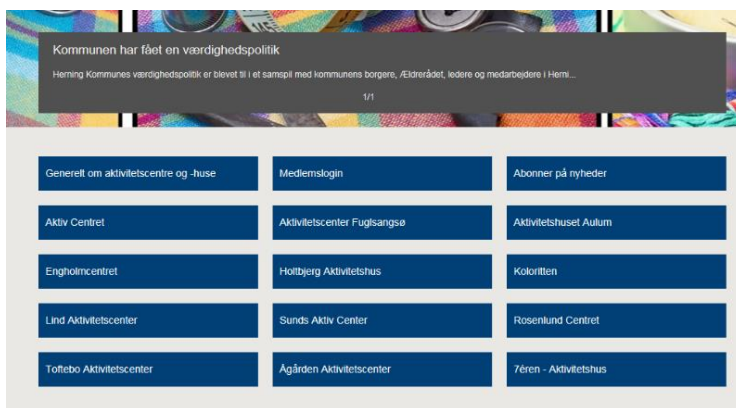 Kommunen har fået en værdighedspolitik
Herning Kommunes værdighedspolitik er blevet til i et samspil med kommunens borgere, Ældrerådet, ledere og medarbejdere i Herni...
1/1
Generelt om aktivitetscentre og -huse
Medlemslogin
Abonner på nyheder
Aktiv Centret
Aktivitetscenter Fuglsangsø
Aktivitetshuset Aulum
Engholmcentret
Holtbjerg Aktivitetshus
Koloritten
Lind Aktivitetscenter
Sunds Aktiv Center
Rosenlund Centret
Toftebo Aktivitetscenter
Ågården Aktivitetscenter
7éren - Aktivitetshus